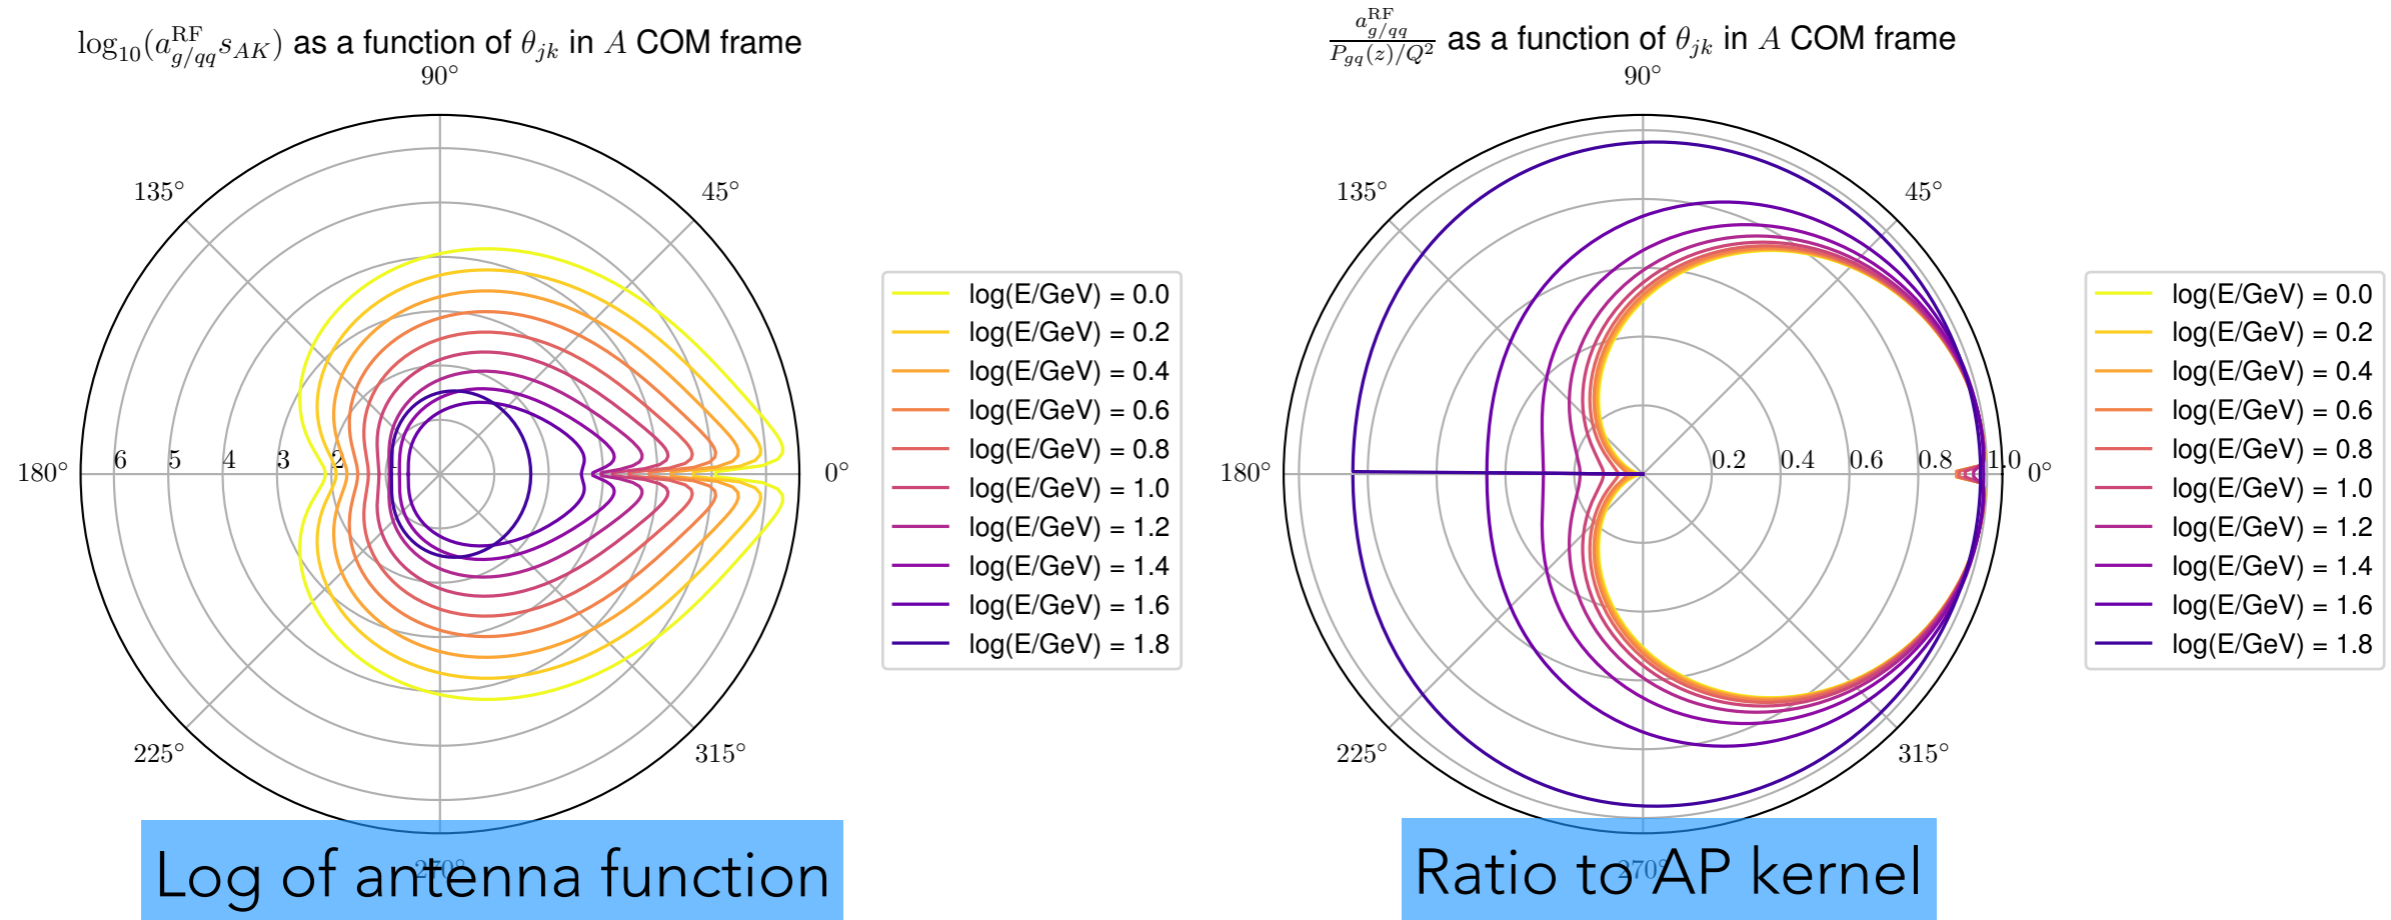 log₁₀(a^RF_g/qq s_AK) as a function of θ_jk in A COM frame
90°
135° 45°
180° 6 5 4 3 2 1 0°
225° 315°
270°
log(E/GeV) = 0.0
log(E/GeV) = 0.2
log(E/GeV) = 0.4
log(E/GeV) = 0.6
log(E/GeV) = 0.8
log(E/GeV) = 1.0
log(E/GeV) = 1.2
log(E/GeV) = 1.4
log(E/GeV) = 1.6
log(E/GeV) = 1.8
Log of antenna function
a^RF_g/qq / P_gq(z)/Q² as a function of θ_jk in A COM frame
90°
135° 45°
180° 0.2 0.4 0.6 0.8 1.0 0°
225° 315°
270°
log(E/GeV) = 0.0
log(E/GeV) = 0.2
log(E/GeV) = 0.4
log(E/GeV) = 0.6
log(E/GeV) = 0.8
log(E/GeV) = 1.0
log(E/GeV) = 1.2
log(E/GeV) = 1.4
log(E/GeV) = 1.6
log(E/GeV) = 1.8
Ratio to AP kernel